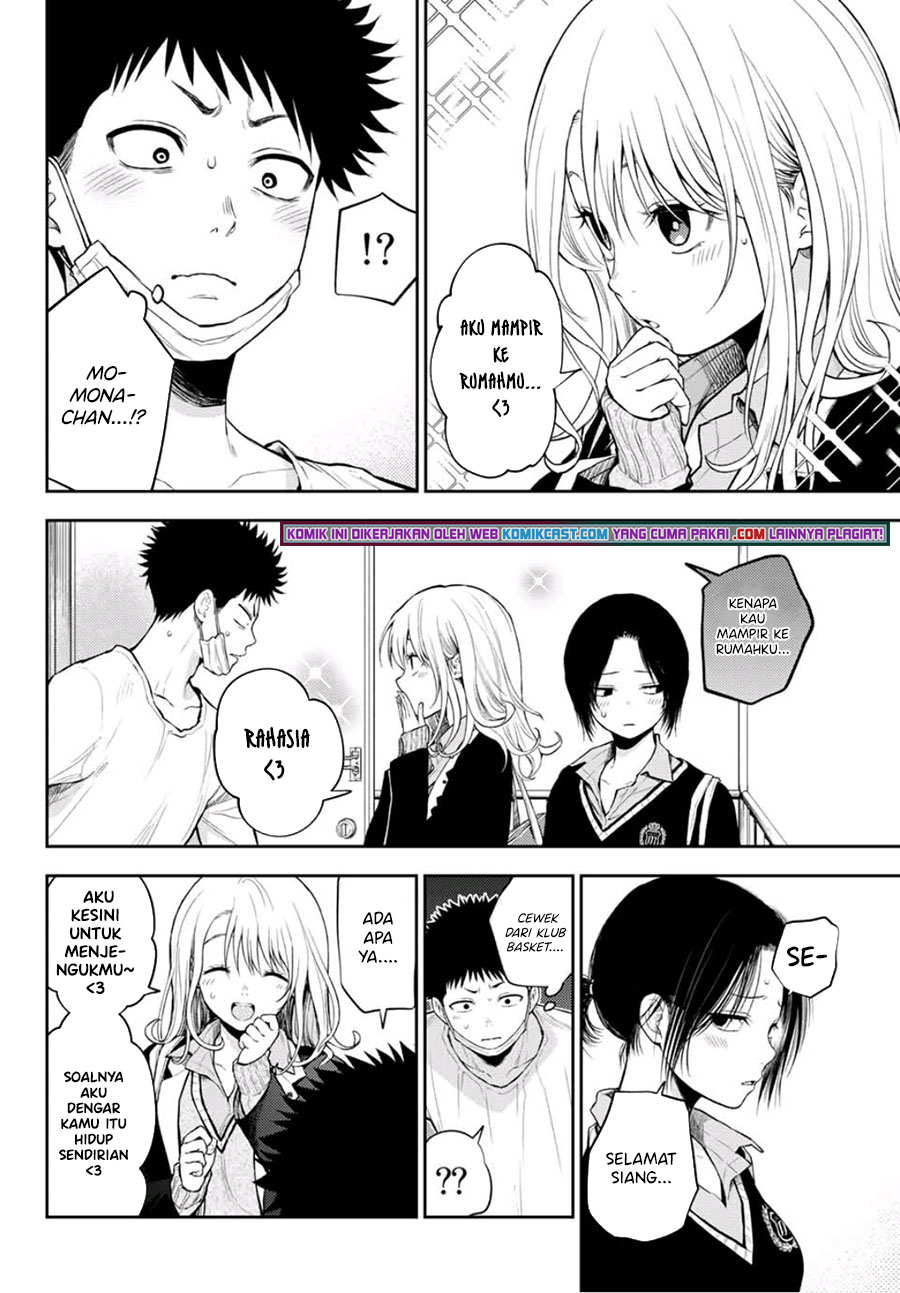 AKU MAMPIR
KE
RUMAHMU...
<3
!?
MO-
MONA-
CHAN...!?
KOMIK INI DIKERJAKAN OLEH WEB KOMIKCAST.COM YANG CUMA PAKAI .COM LAINNYA PLAGIAT!
KENAPA
KAU
MAMPIR KE
RUMAHKU...
RAHASIA
<3
SE-
SELAMAT
SIANG...
CEWEK
DARI KLUB
BASKET....
??
ADA
APA
YA....
AKU
KESINI
UNTUK
MENJE-
NGUKMU~
<3
SOALNYA
AKU
DENGAR
KAMU ITU
HIDUP
SENDIRIAN
<3